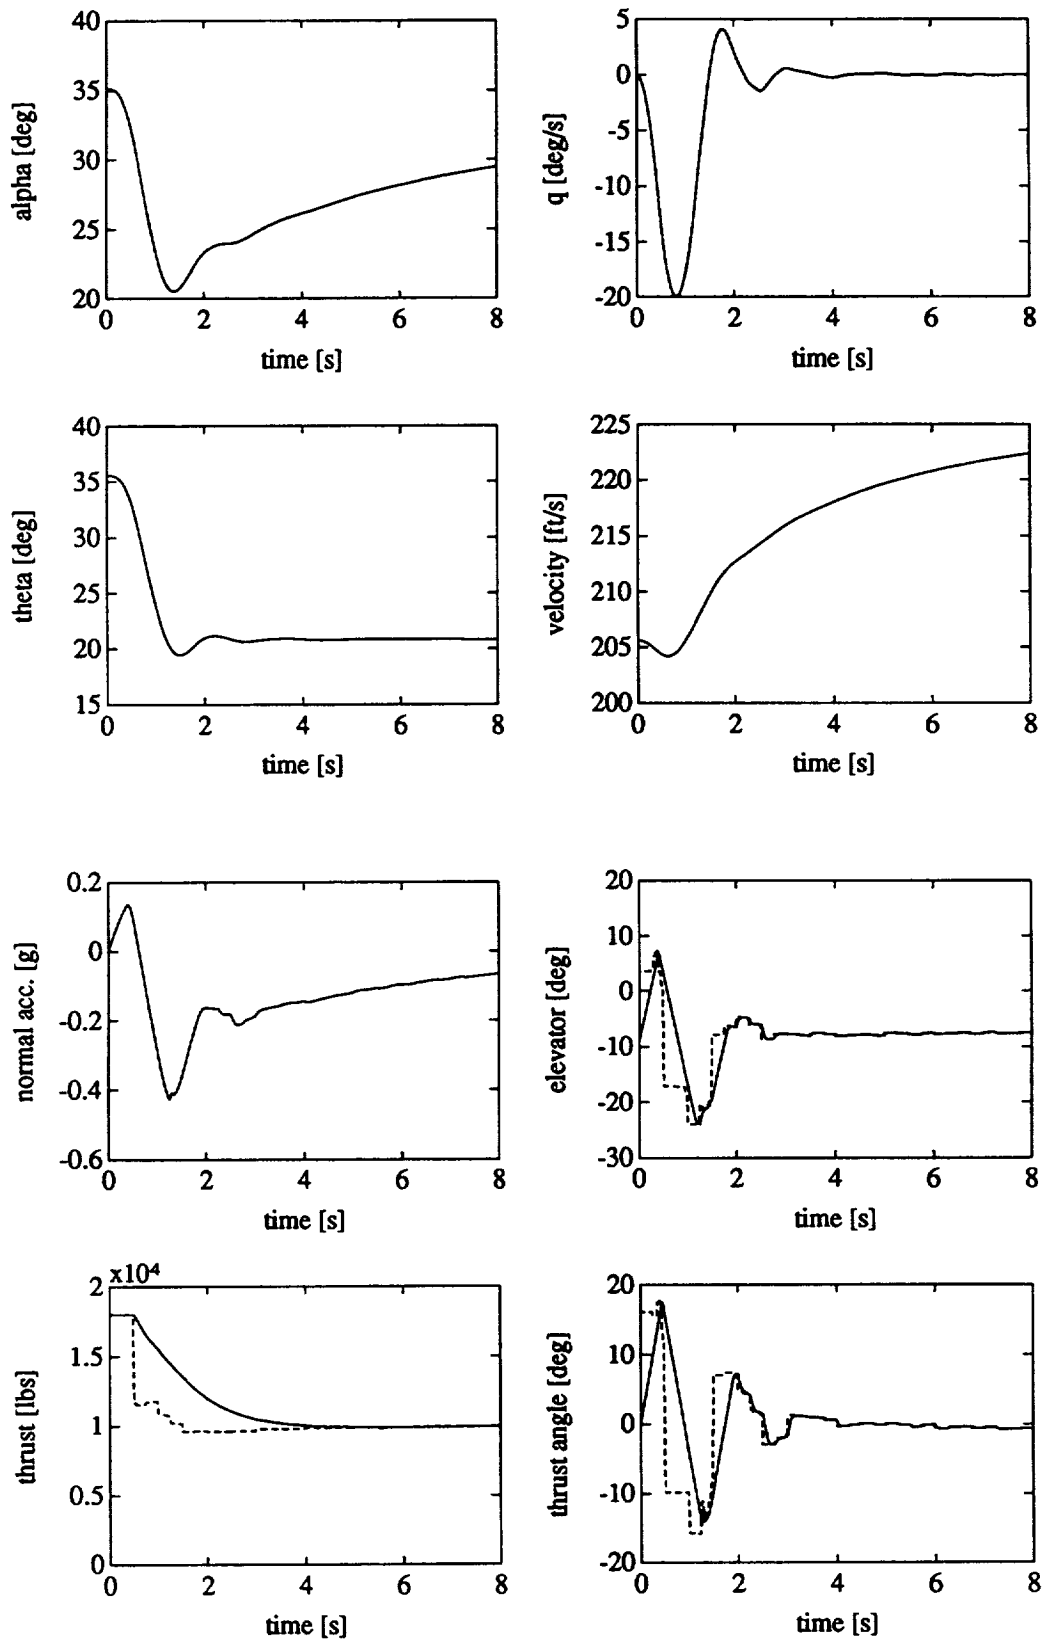 40
35
30
25
20
0 2 4 6 8
alpha [deg]
time [s]
5
0
-5
-10
-15
-20
0 2 4 6 8
q [deg/s]
time [s]
40
35
30
25
20
15
0 2 4 6 8
theta [deg]
time [s]
225
220
215
210
205
200
0 2 4 6 8
velocity [ft/s]
time [s]
0.2
0
-0.2
-0.4
-0.6
0 2 4 6 8
normal acc. [g]
time [s]
20
10
0
-10
-20
-30
0 2 4 6 8
elevator [deg]
time [s]
x10⁴
2
1.5
1
0.5
0
0 2 4 6 8
thrust [lbs]
time [s]
20
10
0
-10
-20
0 2 4 6 8
thrust angle [deg]
time [s]